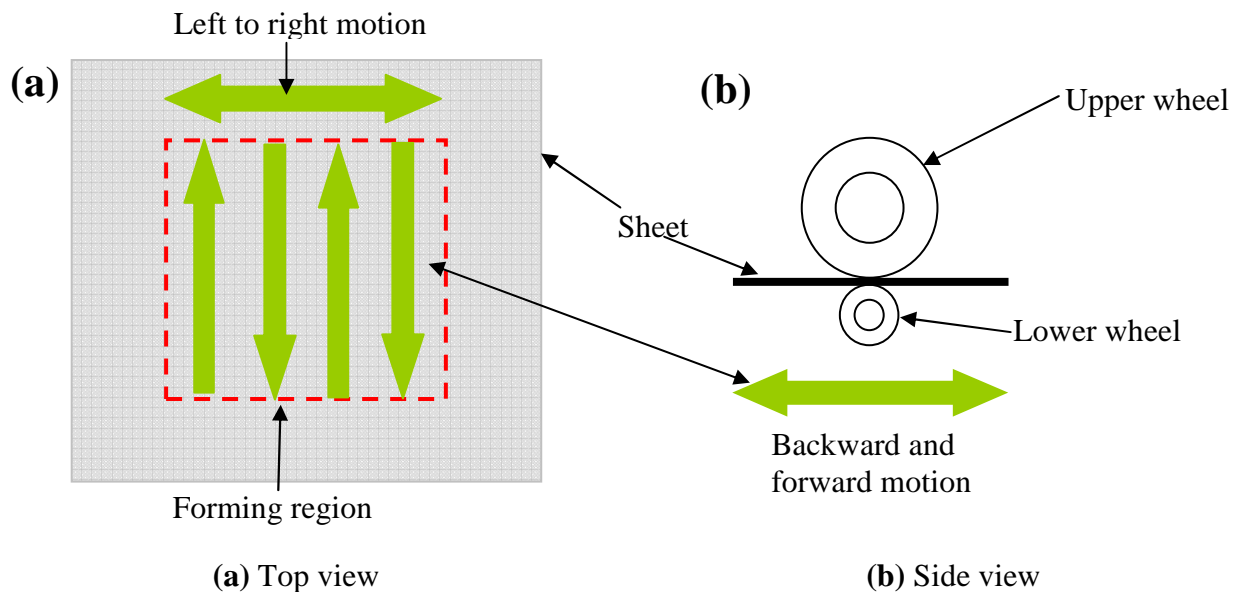 Left to right motion
(a)
(b)
Upper wheel
Sheet
Lower wheel
Backward and
forward motion
Forming region
(a) Top view
(b) Side view